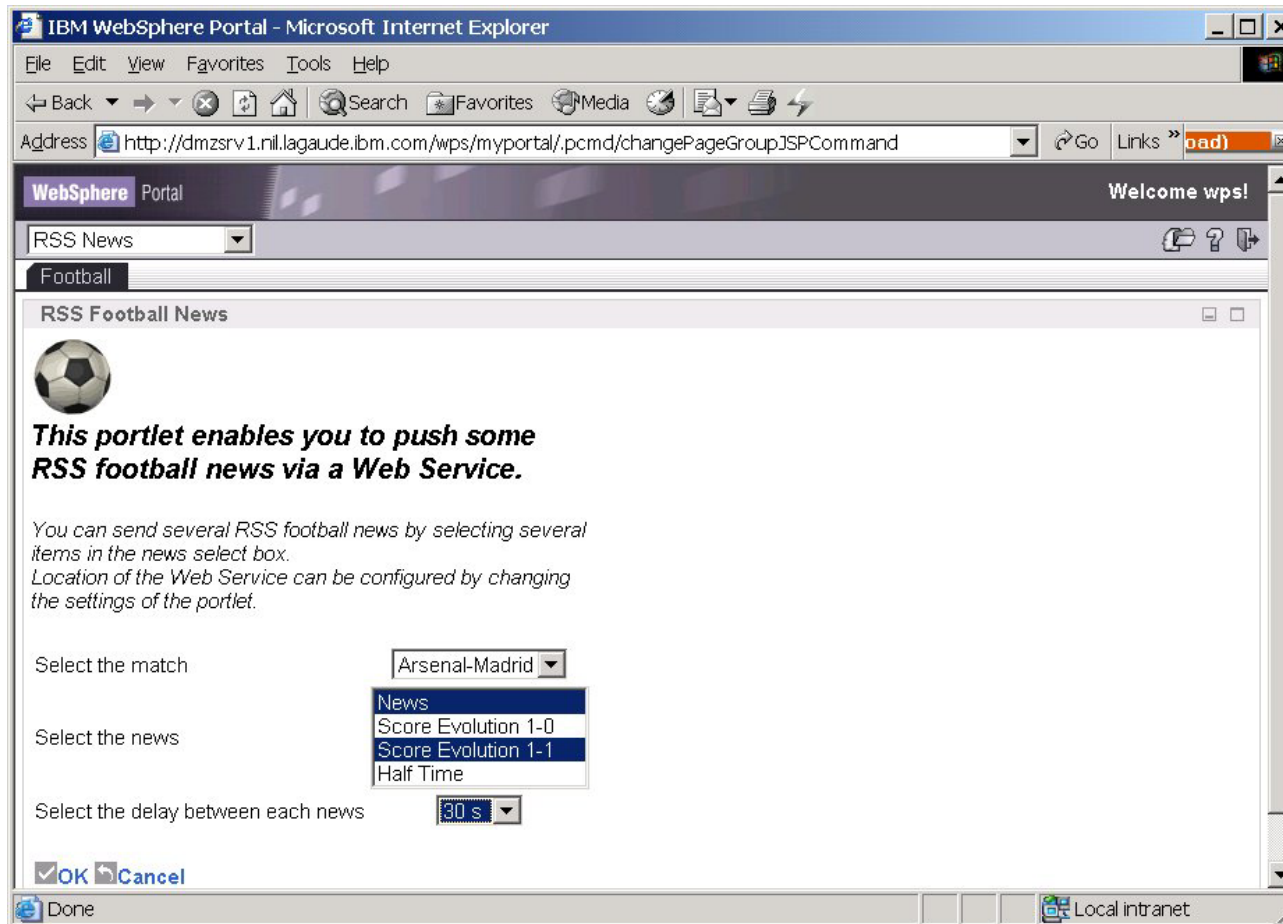 IBM WebSphere Portal - Microsoft Internet Explorer
File Edit View Favorites Tools Help
Back Search Favorites Media
Address http://dmzsrv1.nil.lagaude.ibm.com/wps/myportal/.pcmd/changePageGroupJSPCommand Go Links » oad)
WebSphere Portal Welcome wps!
RSS News
Football
RSS Football News
This portlet enables you to push some
RSS football news via a Web Service.
You can send several RSS football news by selecting several
items in the news select box.
Location of the Web Service can be configured by changing
the settings of the portlet.
Select the match Arsenal-Madrid
News
Score Evolution 1-0
Select the news
Score Evolution 1-1
Half Time
Select the delay between each news 30 s
OK Cancel
Done Local intranet